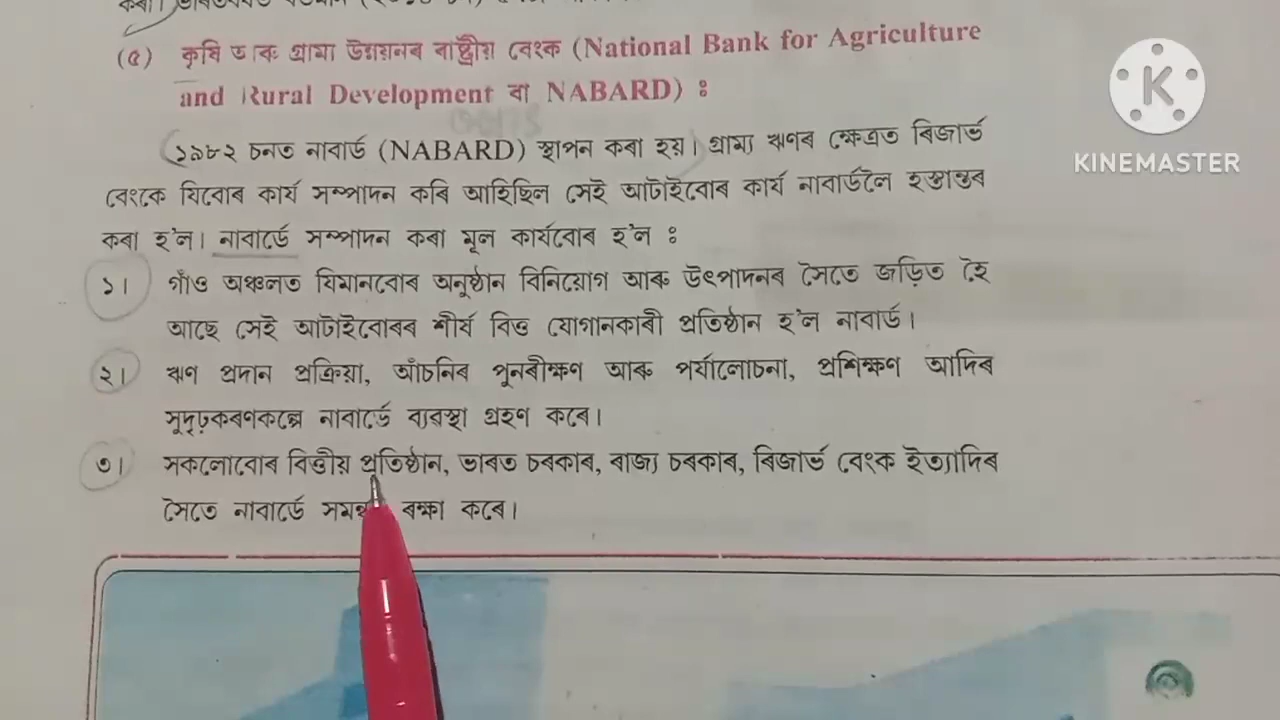 (৫) কৃষি আৰু গ্ৰাম্য উন্নয়নৰ ৰাষ্ট্ৰীয় বেংক (National Bank for Agriculture
and Rural Development বা NABARD) ঃ
১৯৮২ চনত নাবাৰ্ড (NABARD) স্থাপন কৰা হয়। গ্ৰাম্য ঋণৰ ক্ষেত্ৰত ৰিজাৰ্ভ
বেংকে যিবোৰ কাৰ্য সম্পাদন কৰি আহিছিল সেই আটাইবোৰ কাৰ্য নাবাৰ্ডলৈ হস্তান্তৰ
কৰা হ'ল। নাবাৰ্ডে সম্পাদন কৰা মূল কাৰ্যবোৰ হ'ল ঃ
১। গাঁও অঞ্চলত যিমানবোৰ অনুষ্ঠান বিনিয়োগ আৰু উৎপাদনৰ সৈতে জড়িত হৈ
আছে সেই আটাইবোৰৰ শীৰ্ষ বিত্ত যোগানকাৰী প্ৰতিষ্ঠান হ'ল নাবাৰ্ড।
২। ঋণ প্ৰদান প্ৰক্ৰিয়া, আঁচনিৰ পুনৰীক্ষণ আৰু পৰ্যালোচনা, প্ৰশিক্ষণ আদিৰ
সুদৃঢ়কৰণকল্পে নাবাৰ্ডে ব্যৱস্থা গ্ৰহণ কৰে।
৩। সকলোবোৰ বিত্তীয় প্ৰতিষ্ঠান, ভাৰত চৰকাৰ, ৰাজ্য চৰকাৰ, ৰিজাৰ্ভ বেংক ইত্যাদিৰ
সৈতে নাবাৰ্ডে ৰক্ষা কৰে।
KINEMASTER